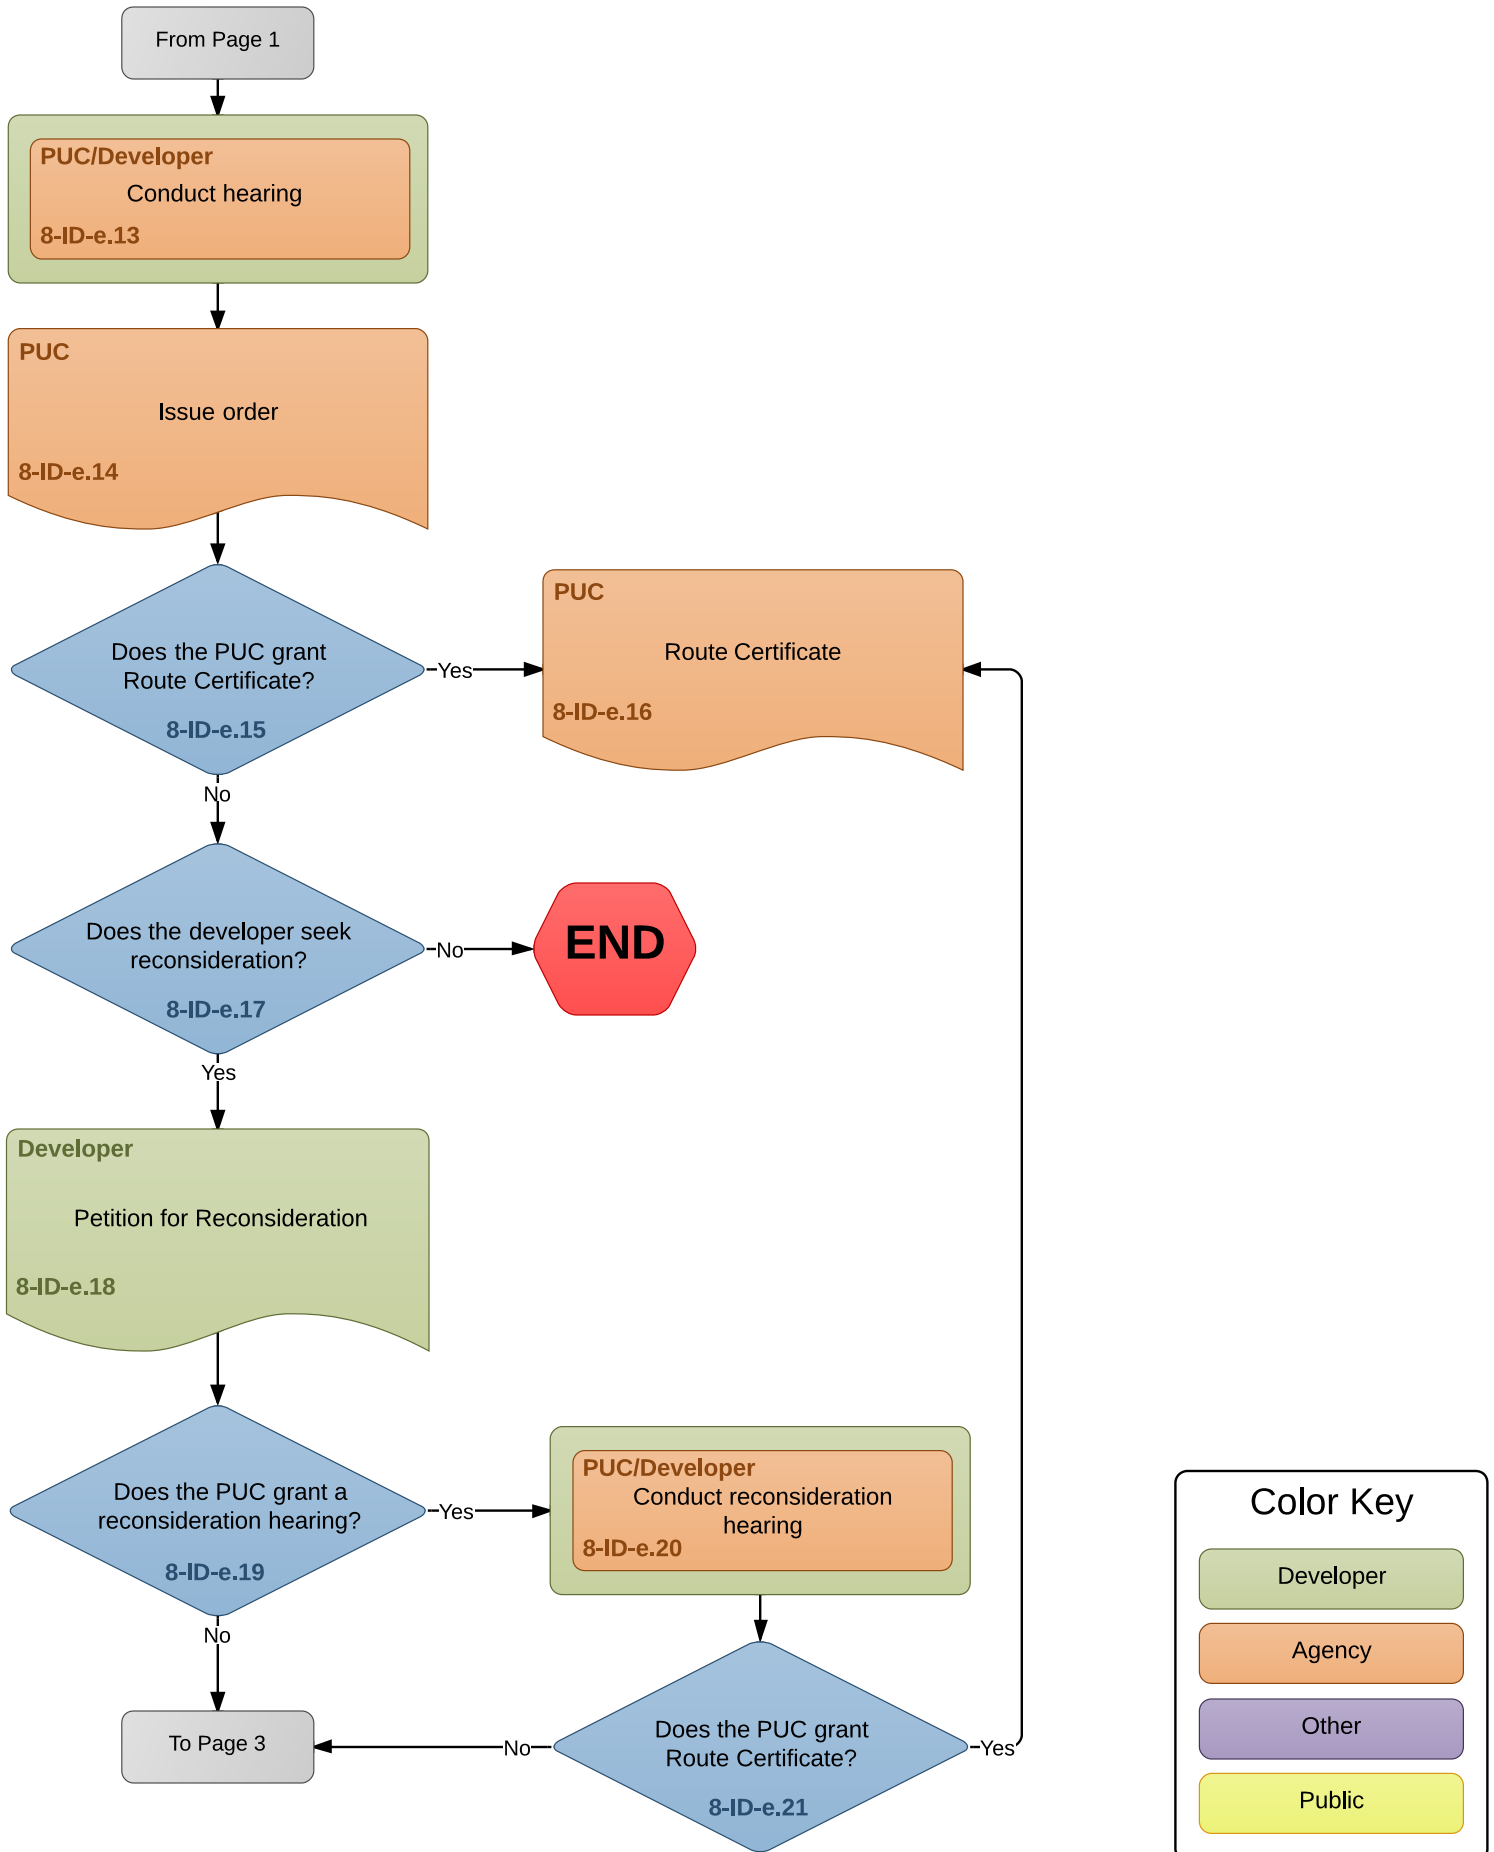 From Page 1
PUC/Developer
Conduct hearing
8-ID-e.13
PUC
Issue order
8-ID-e.14
Does the PUC grant
Route Certificate?
8-ID-e.15
Yes
PUC
Route Certificate
8-ID-e.16
No
Does the developer seek
reconsideration?
8-ID-e.17
No
END
Yes
Developer
Petition for Reconsideration
8-ID-e.18
Does the PUC grant a
reconsideration hearing?
8-ID-e.19
Yes
PUC/Developer
Conduct reconsideration
hearing
8-ID-e.20
No
To Page 3
No
Does the PUC grant
Route Certificate?
8-ID-e.21
Yes
Color Key
Developer
Agency
Other
Public